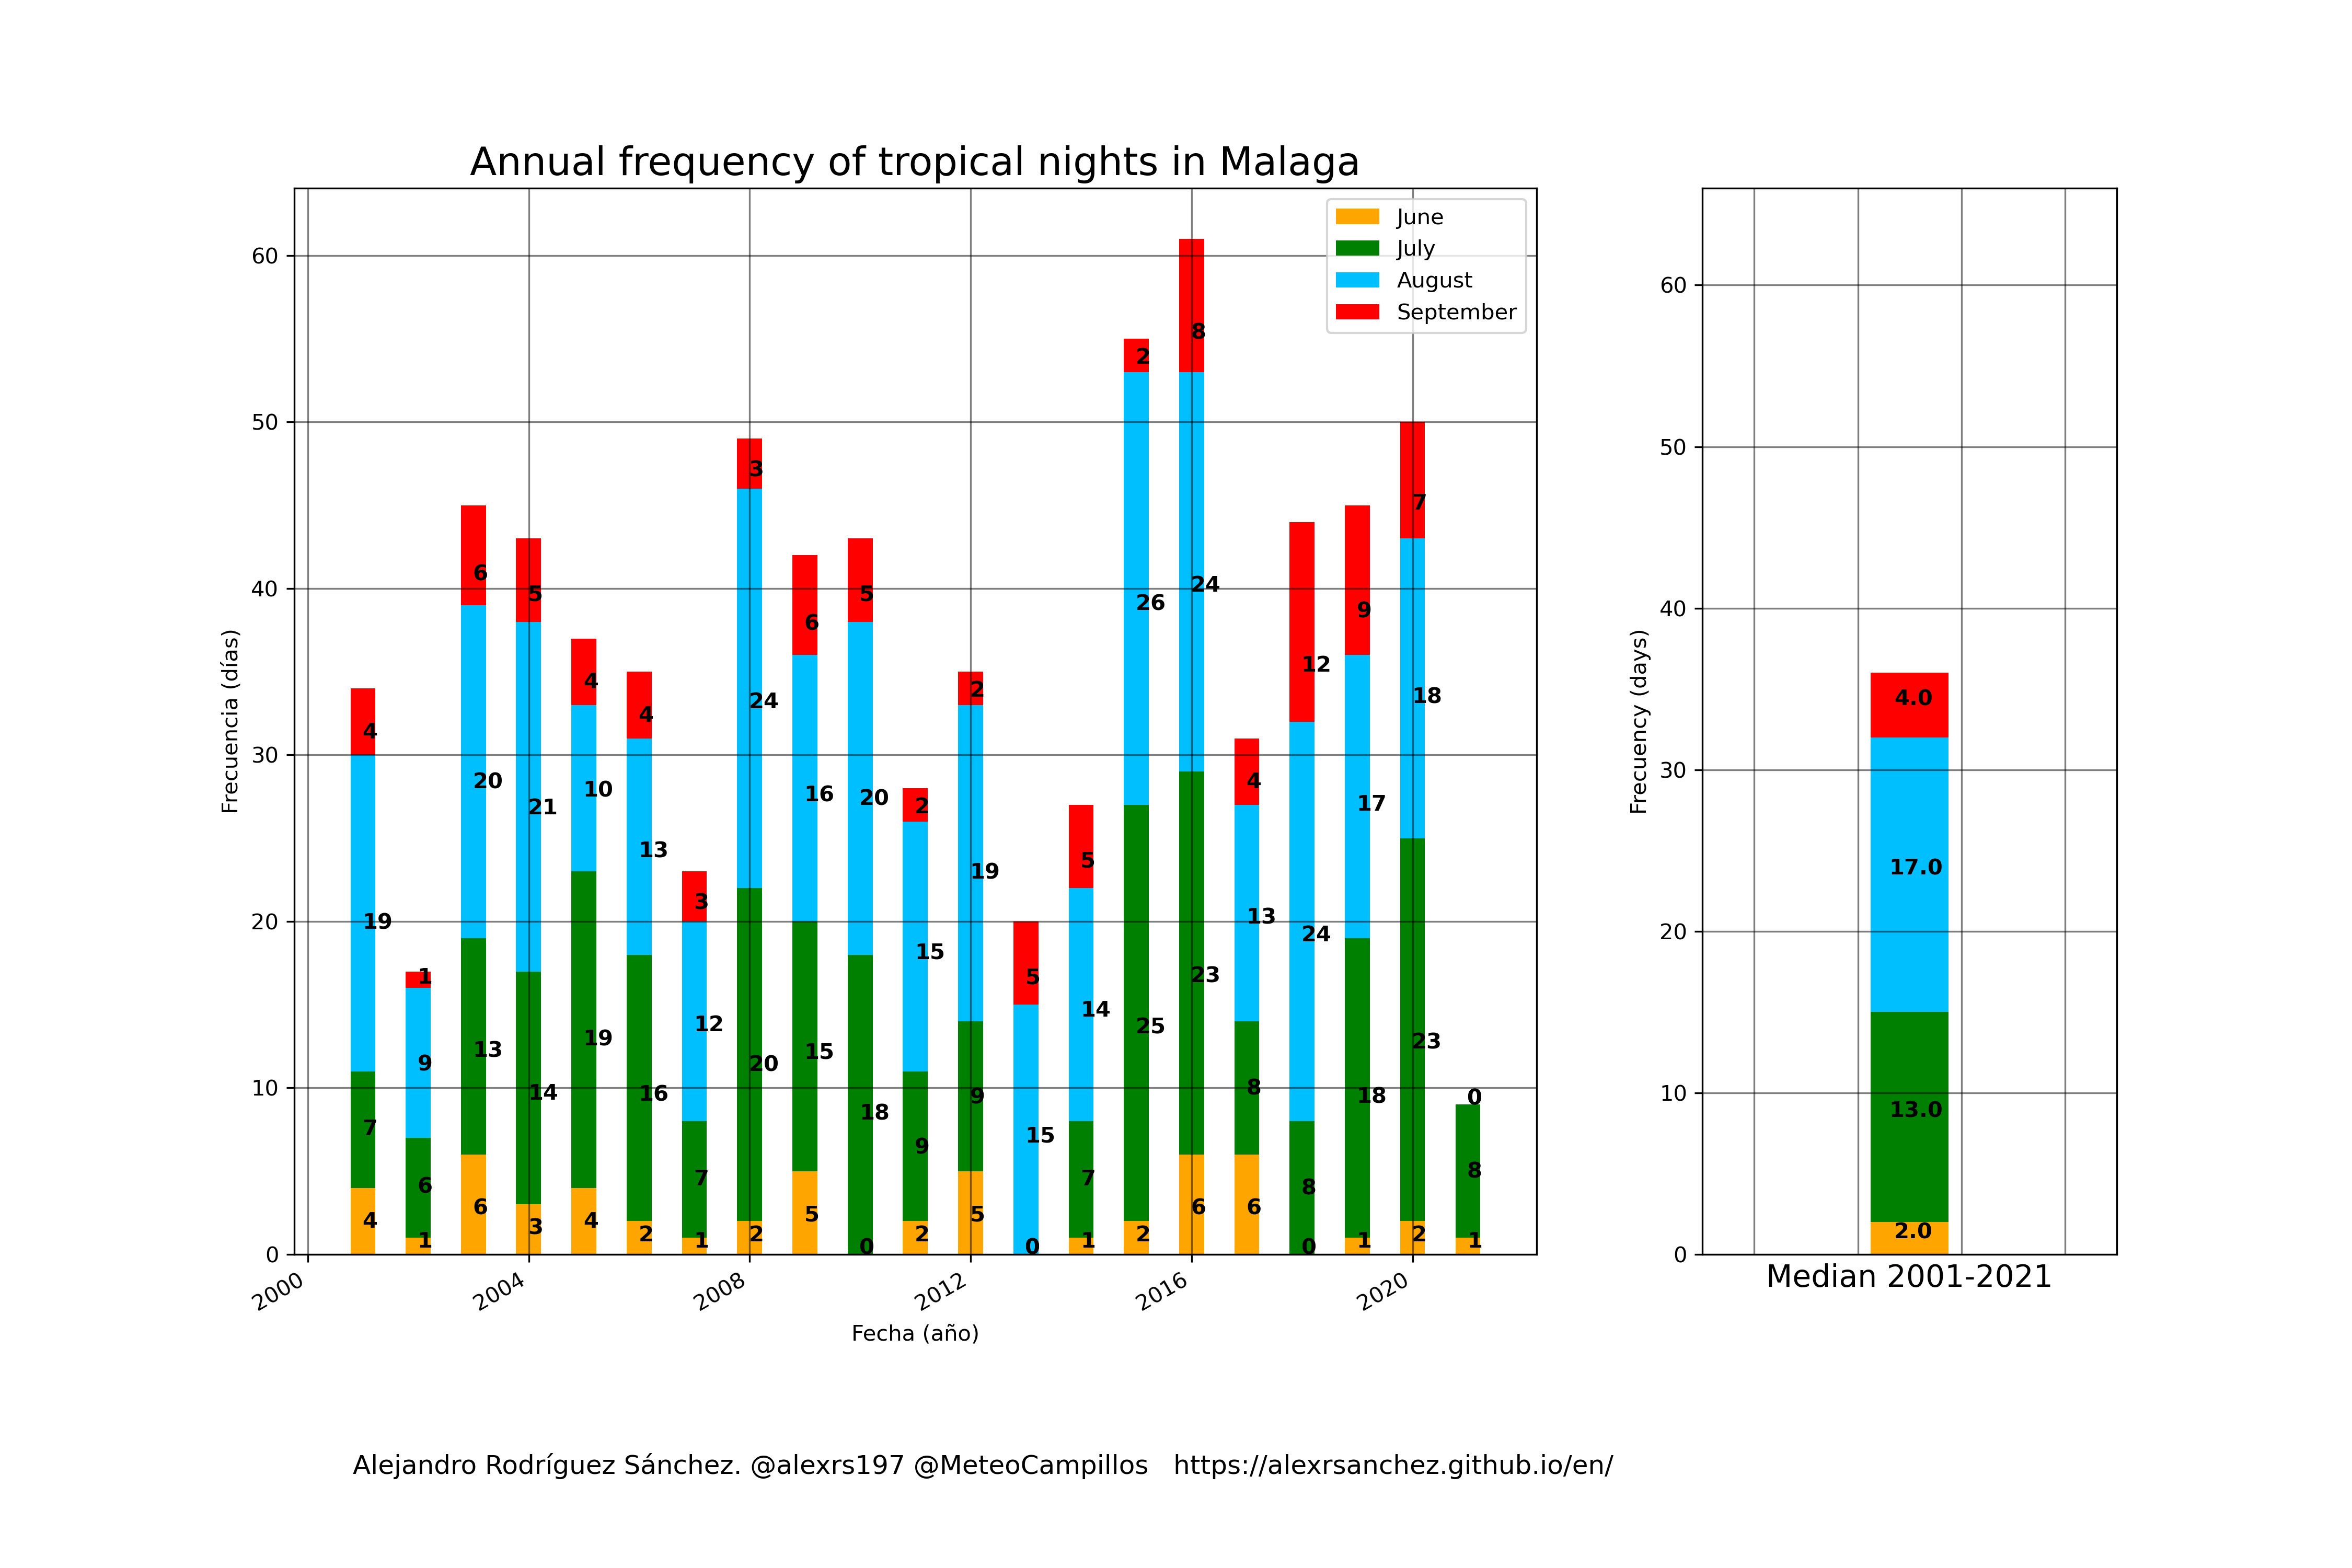 Annual frequency of tropical nights in Malaga
June
July
August
September
60
50
40
30
20
10
0
Frecuencia (días)
4 7 19 4
1 6 9 1
6 13 20 6
3 14 21 5
4 19 10 4
2 16 13 4
1 7 12 3
2 20 24 3
5 15 16 6
0 18 20 5
2 9 15 2
5 9 19 2
0 15 5
1 7 14 5
2 25 26 2
6 23 24 8
6 8 13 4
0 8 24 12
1 18 17 9
2 23 18 7
1 8 0
2000 2004 2008 2012 2016 2020
Fecha (año)
60
50
40
30
20
10
0
Frecuency (days)
4.0
17.0
13.0
2.0
Median 2001-2021
Alejandro Rodríguez Sánchez. @alexrs197 @MeteoCampillos https://alexrsanchez.github.io/en/